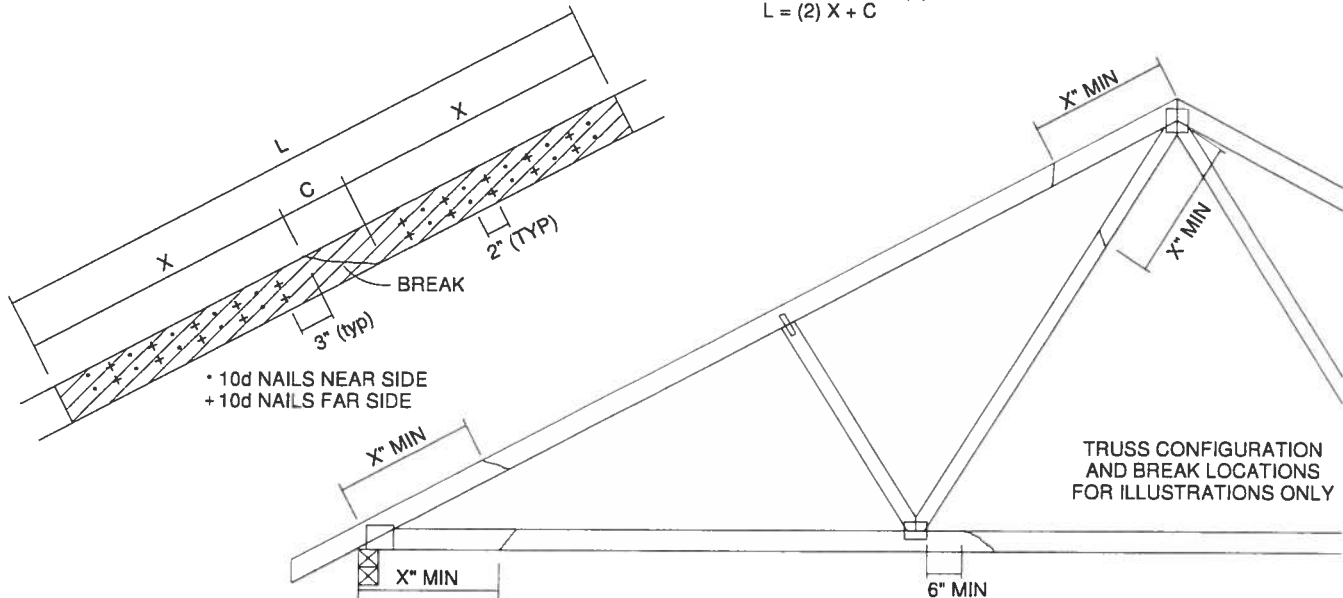 L = (2) X + C
X" MIN
L
X
C
X
2" (TYP)
BREAK
3" (typ)
• 10d NAILS NEAR SIDE
+ 10d NAILS FAR SIDE
X" MIN
X" MIN
TRUSS CONFIGURATION
AND BREAK LOCATIONS
FOR ILLUSTRATIONS ONLY
X" MIN
6" MIN